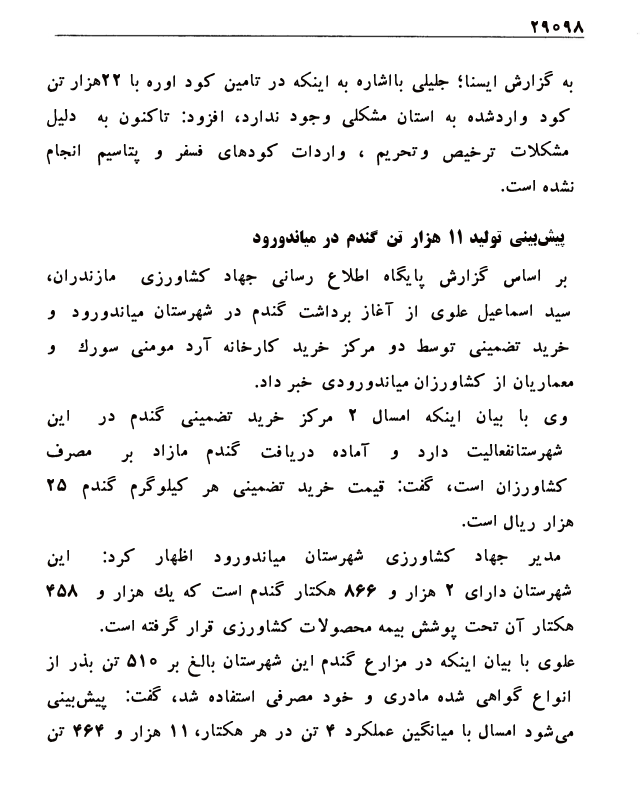 ۲۹۰۹۸
به گزارش ایسنا؛ جلیلی بااشاره به اینکه در تامین کود اوره با ۲۲هزار تن
کود واردشده به استان مشکلی وجود ندارد، افزود: تاکنون به دلیل
مشکلات ترخیص وتحریم ، واردات کودهای فسفر و پتاسیم انجام
نشده است.
پیش‌بینی تولید ۱۱ هزار تن گندم در میاندورود
بر اساس گزارش پایگاه اطلاع رسانی جهاد کشاورزی مازندران،
سید اسماعیل علوی از آغاز برداشت گندم در شهرستان میاندورود و
خرید تضمینی توسط دو مرکز خرید کارخانه آرد مومنی سورك و
معماریان از کشاورزان میاندورودی خبر داد.
وی با بیان اینکه امسال ۲ مرکز خرید تضمینی گندم در این
شهرستانفعالیت دارد و آماده دریافت گندم مازاد بر مصرف
کشاورزان است، گفت: قیمت خرید تضمینی هر کیلوگرم گندم ۲۵
هزار ریال است.
مدیر جهاد کشاورزی شهرستان میاندورود اظهار کرد: این
شهرستان دارای ۲ هزار و ۸۶۶ هکتار گندم است که یك هزار و ۴۵۸
هکتار آن تحت پوشش بیمه محصولات کشاورزی قرار گرفته است.
علوی با بیان اینکه در مزارع گندم این شهرستان بالغ بر ۵۱۰ تن بذر از
انواع گواهی شده مادری و خود مصرفی استفاده شد، گفت: پیش‌بینی
می‌شود امسال با میانگین عملکرد ۴ تن در هر هکتار، ۱۱ هزار و ۴۶۴ تن